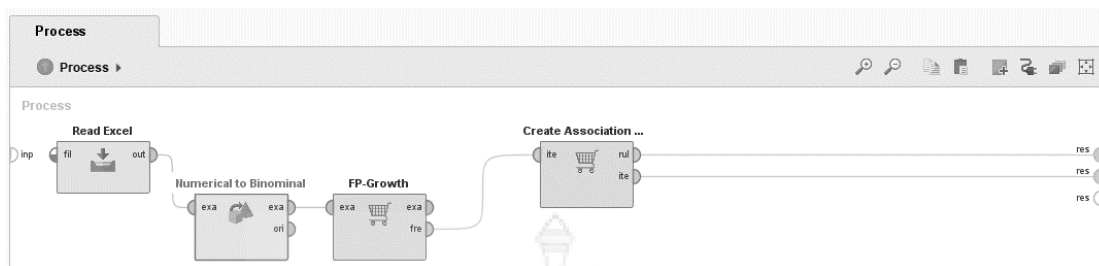 Process
Process
Process
Read Excel
Create Association ...
inp
fil
out
ite
rul
res
ite
res
Numerical to Binominal
FP-Growth
res
exa
exa
exa
exa
ori
fre